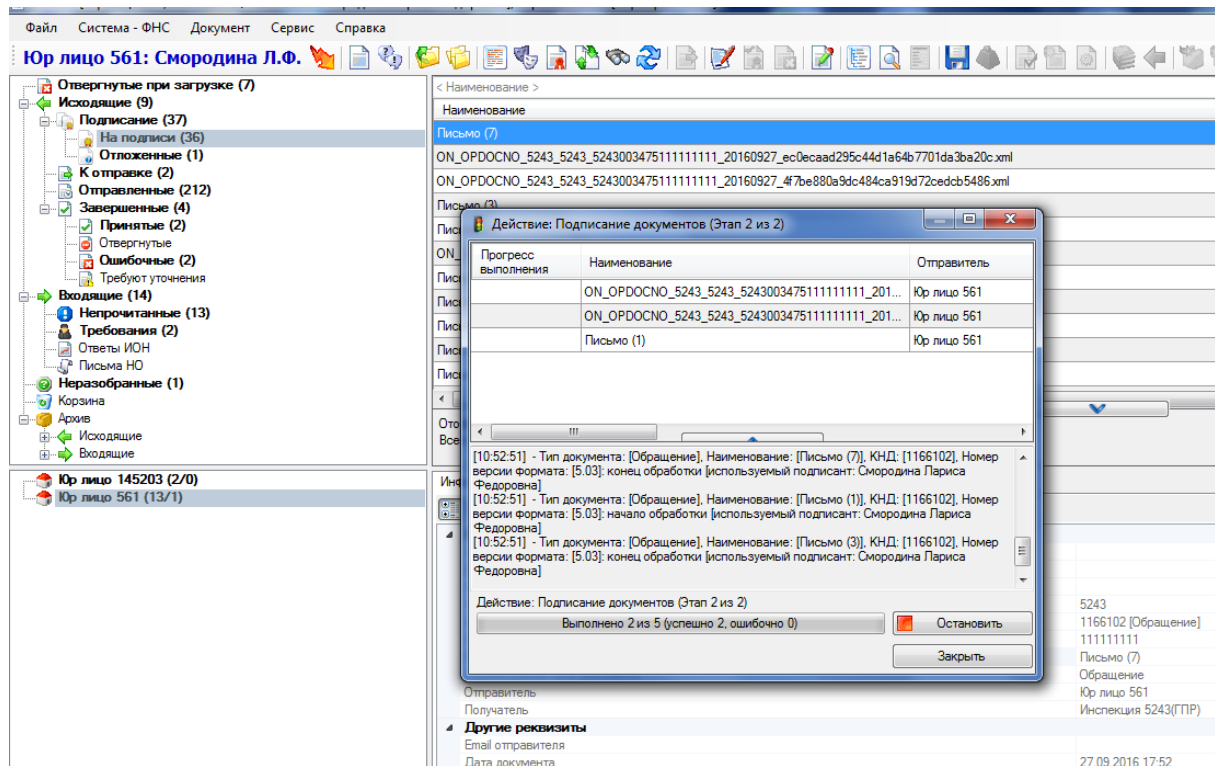 Файл Система - ФНС Документ Сервис Справка
Юр лицо 561: Смородина Л.Ф.
Отвергнутые при загрузке (7)
Исходящие (9)
Подписание (37)
На подписи (36)
Отложенные (1)
К отправке (2)
Отправленные (212)
Завершенные (4)
Принятые (2)
Отвергнутые
Ошибочные (2)
Требуют уточнения
Входящие (14)
Непрочитанные (13)
Требования (2)
Ответы ИОН
Письма НО
Неразобранные (1)
Корзина
Архив
Исходящие
Входящие
Юр лицо 145203 (2/0)
Юр лицо 561 (13/1)
< Наименование >
Наименование
Письмо (7)
ON_OPDOCNO_5243_5243_5243003475111111111_20160927_ec0ecaad295c44d1a64b7701da3ba20c.xml
ON_OPDOCNO_5243_5243_5243003475111111111_20160927_4f7be880a9dc484ca919d72cedcb5486.xml
Письмо (3)
Действие: Подписание документов (Этап 2 из 2)
Прогресс выполнения Наименование Отправитель
ON_OPDOCNO_5243_5243_5243003475111111111_201... Юр лицо 561
ON_OPDOCNO_5243_5243_5243003475111111111_201... Юр лицо 561
Письмо (1) Юр лицо 561
[10:52:51] - Тип документа: [Обращение], Наименование: [Письмо (7)], КНД: [1166102], Номер
версии формата: [5.03]: конец обработки [используемый подписант: Смородина Лариса
Федоровна]
[10:52:51] - Тип документа: [Обращение], Наименование: [Письмо (1)], КНД: [1166102], Номер
версии формата: [5.03]: начало обработки [используемый подписант: Смородина Лариса
Федоровна]
[10:52:51] - Тип документа: [Обращение], Наименование: [Письмо (3)], КНД: [1166102], Номер
версии формата: [5.03]: конец обработки [используемый подписант: Смородина Лариса
Федоровна]
Действие: Подписание документов (Этап 2 из 2)
Выполнено 2 из 5 (успешно 2, ошибочно 0) Остановить
Закрыть
5243
1166102 [Обращение]
111111111
Письмо (7)
Обращение
Отправитель Юр лицо 561
Получатель Инспекция 5243(ГПР)
Другие реквизиты
Email отправителя
Дата документа 27.09.2016 17:52